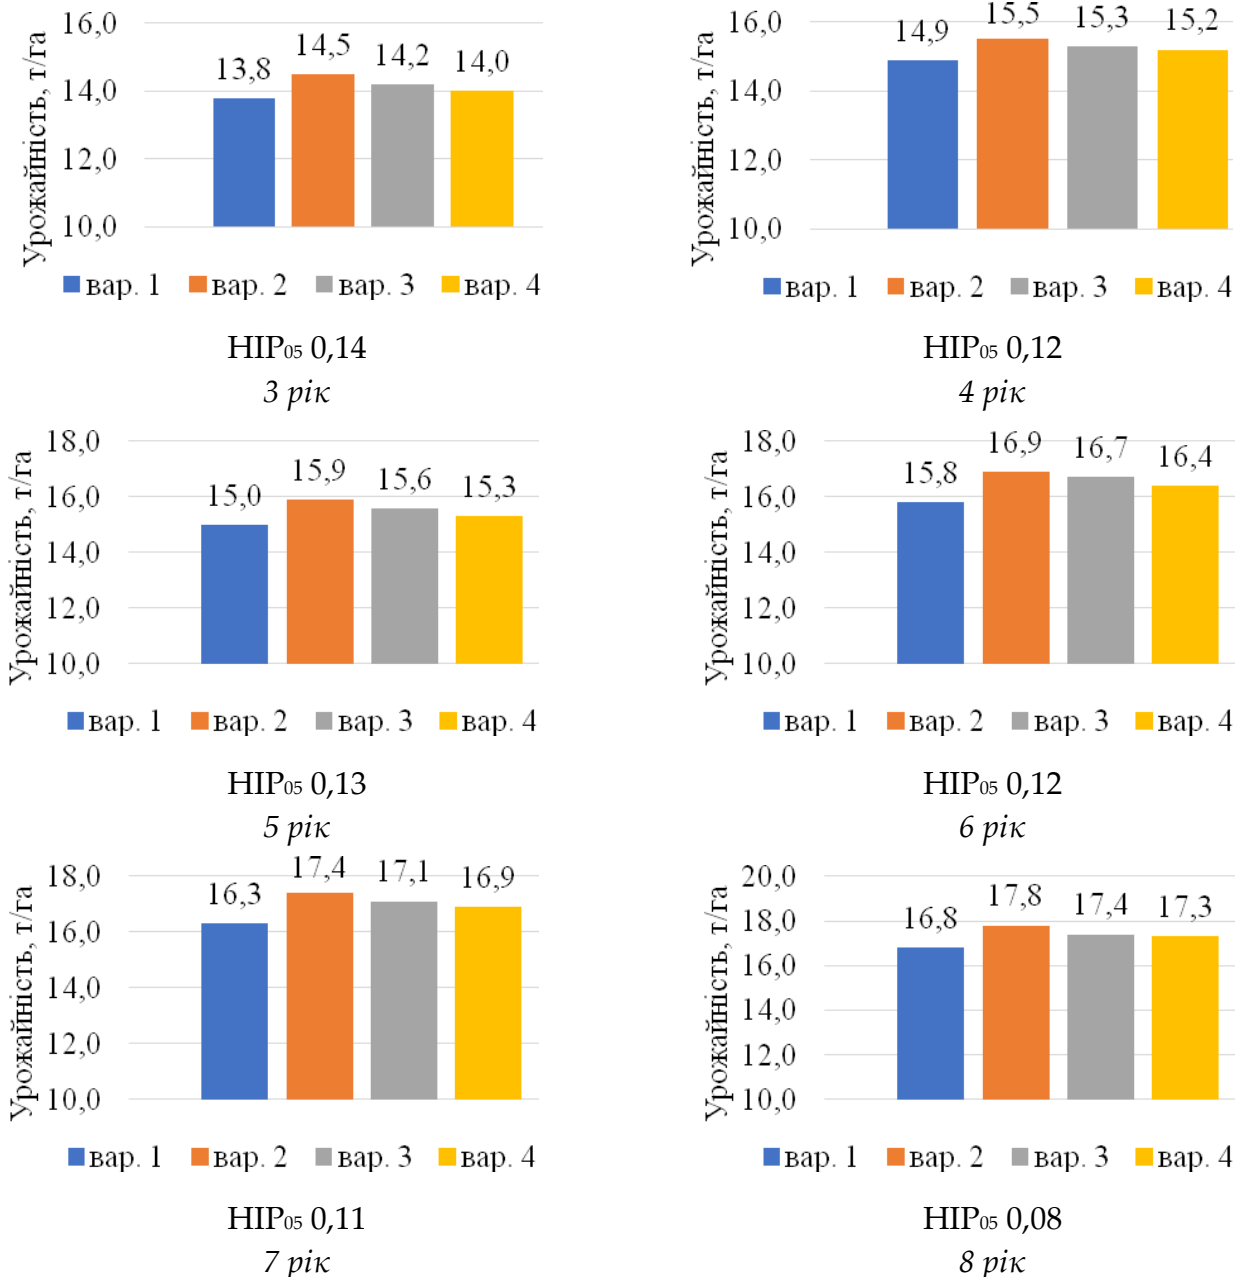 Урожайність, т/га
16,0
14,0
12,0
10,0
13,8
14,5
14,2
14,0
вар. 1 вар. 2 вар. 3 вар. 4
НІР₀₅ 0,14
3 рік
Урожайність, т/га
16,0
14,0
12,0
10,0
14,9
15,5
15,3
15,2
вар. 1 вар. 2 вар. 3 вар. 4
НІР₀₅ 0,12
4 рік
Урожайність, т/га
18,0
16,0
14,0
12,0
10,0
15,0
15,9
15,6
15,3
вар. 1 вар. 2 вар. 3 вар. 4
НІР₀₅ 0,13
5 рік
Урожайність, т/га
18,0
16,0
14,0
12,0
10,0
15,8
16,9
16,7
16,4
вар. 1 вар. 2 вар. 3 вар. 4
НІР₀₅ 0,12
6 рік
Урожайність, т/га
18,0
16,0
14,0
12,0
10,0
16,3
17,4
17,1
16,9
вар. 1 вар. 2 вар. 3 вар. 4
НІР₀₅ 0,11
7 рік
Урожайність, т/га
20,0
18,0
16,0
14,0
12,0
10,0
16,8
17,8
17,4
17,3
вар. 1 вар. 2 вар. 3 вар. 4
НІР₀₅ 0,08
8 рік